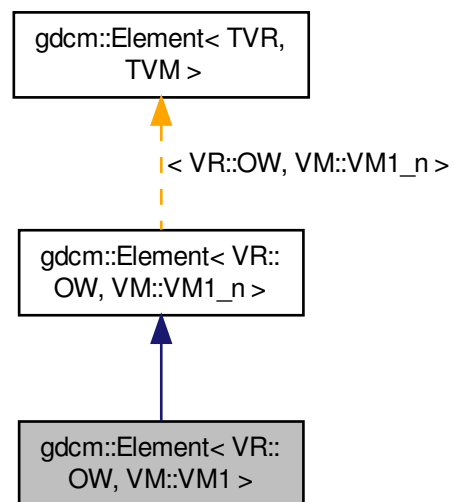 gdcm::Element< TVR,
TVM >
< VR::OW, VM::VM1_n >
gdcm::Element< VR::
OW, VM::VM1_n >
gdcm::Element< VR::
OW, VM::VM1 >